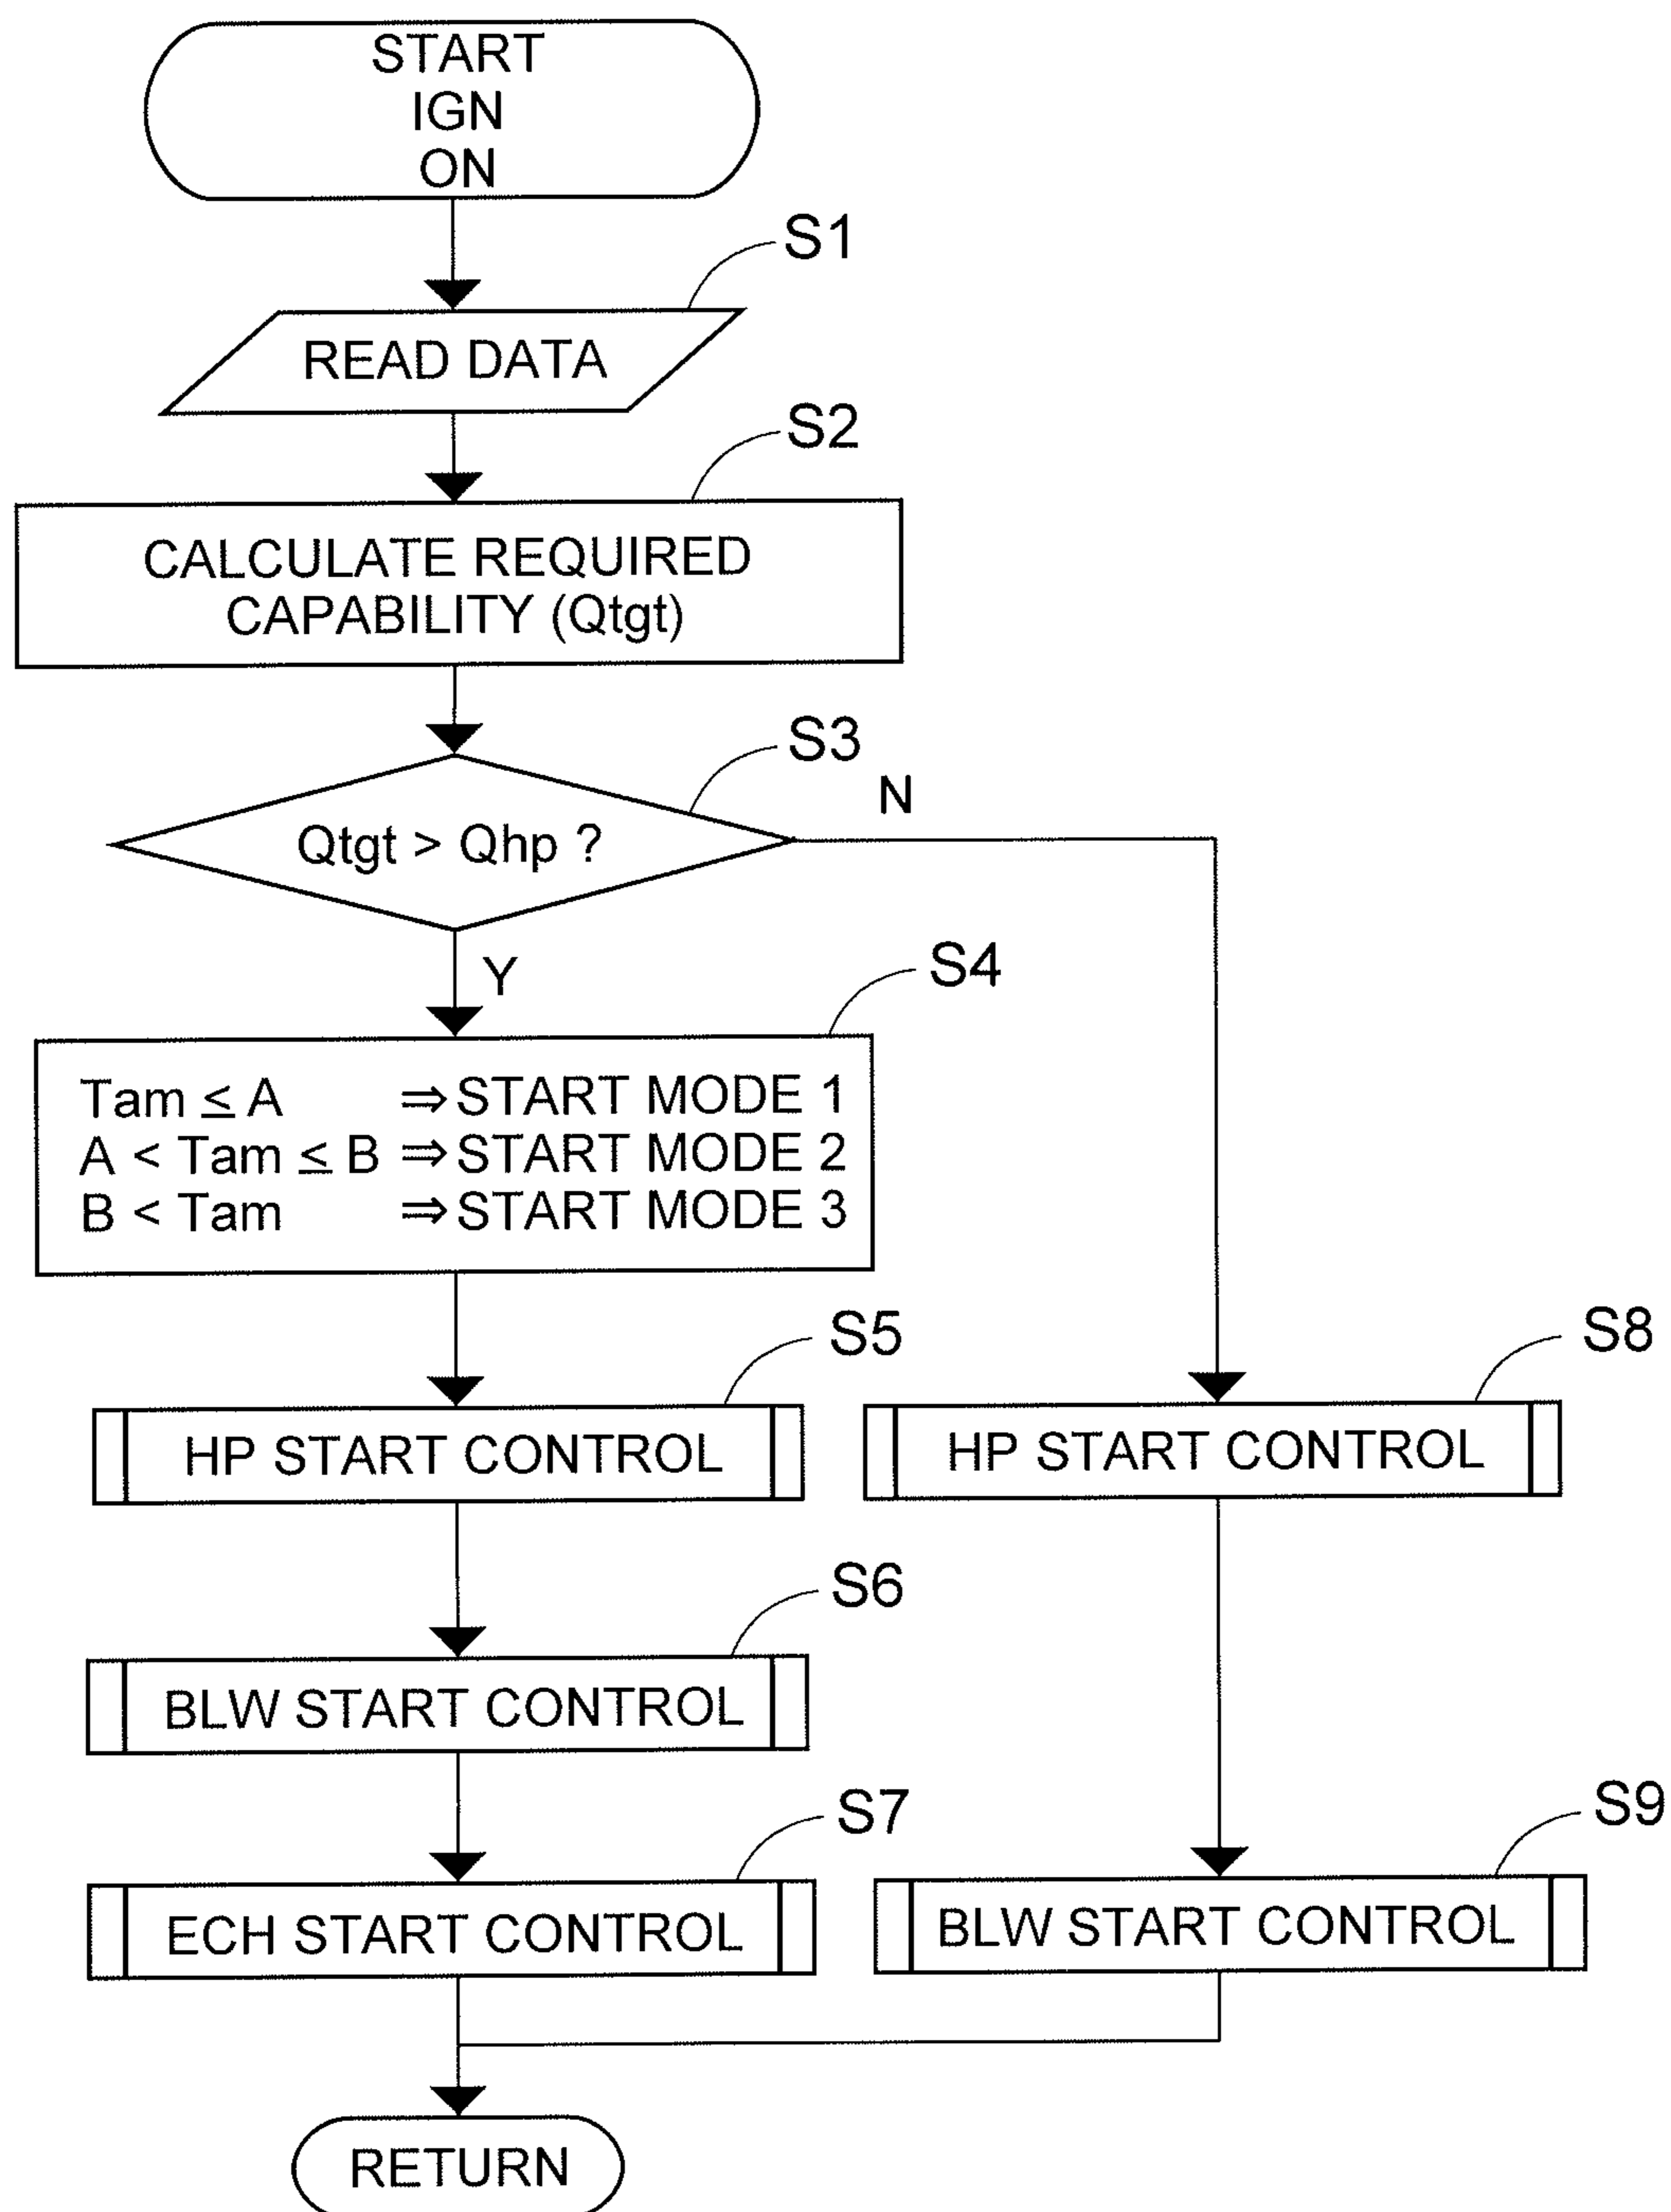 START
IGN
ON
S1
READ DATA
S2
CALCULATE REQUIRED
CAPABILITY (Qtgt)
S3
Qtgt > Qhp ?
N
Y
S4
Tam ≤ A ⇒ START MODE 1
A < Tam ≤ B ⇒ START MODE 2
B < Tam ⇒ START MODE 3
S5
HP START CONTROL
S8
HP START CONTROL
S6
BLW START CONTROL
S7
ECH START CONTROL
S9
BLW START CONTROL
RETURN